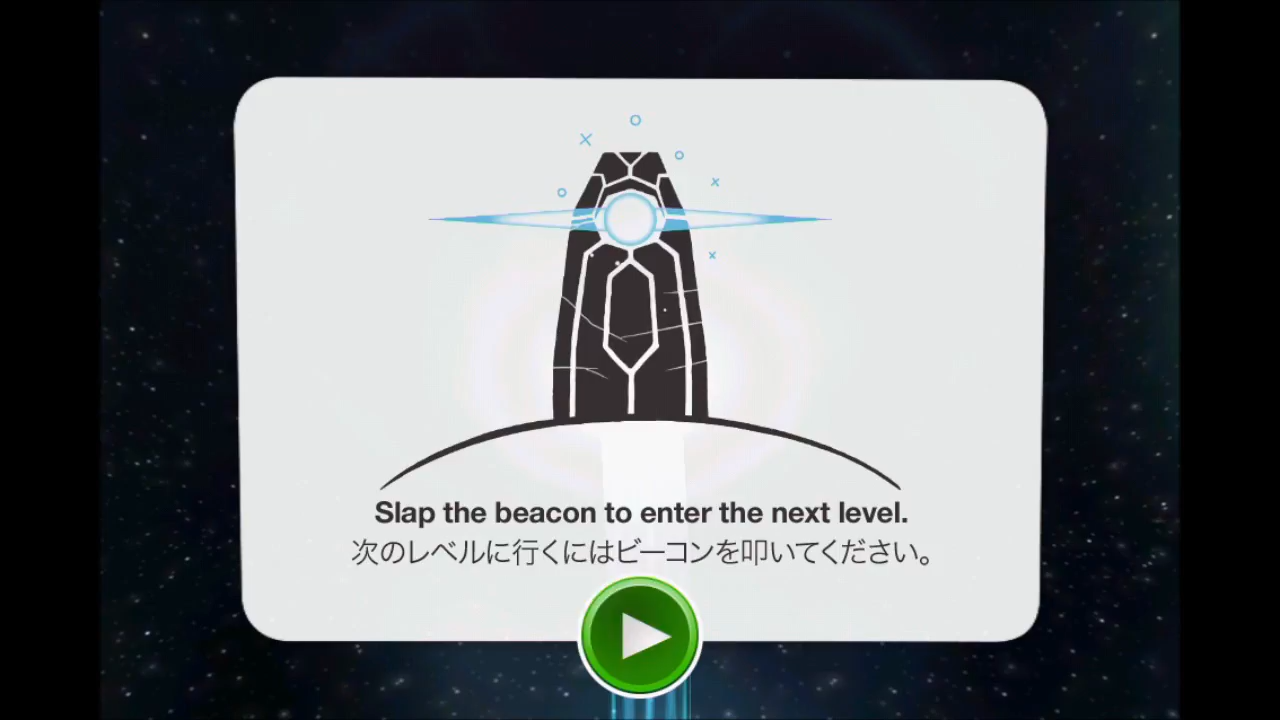 Slap the beacon to enter the next level.
次のレベルに行くにはビーコンを叩いてください。